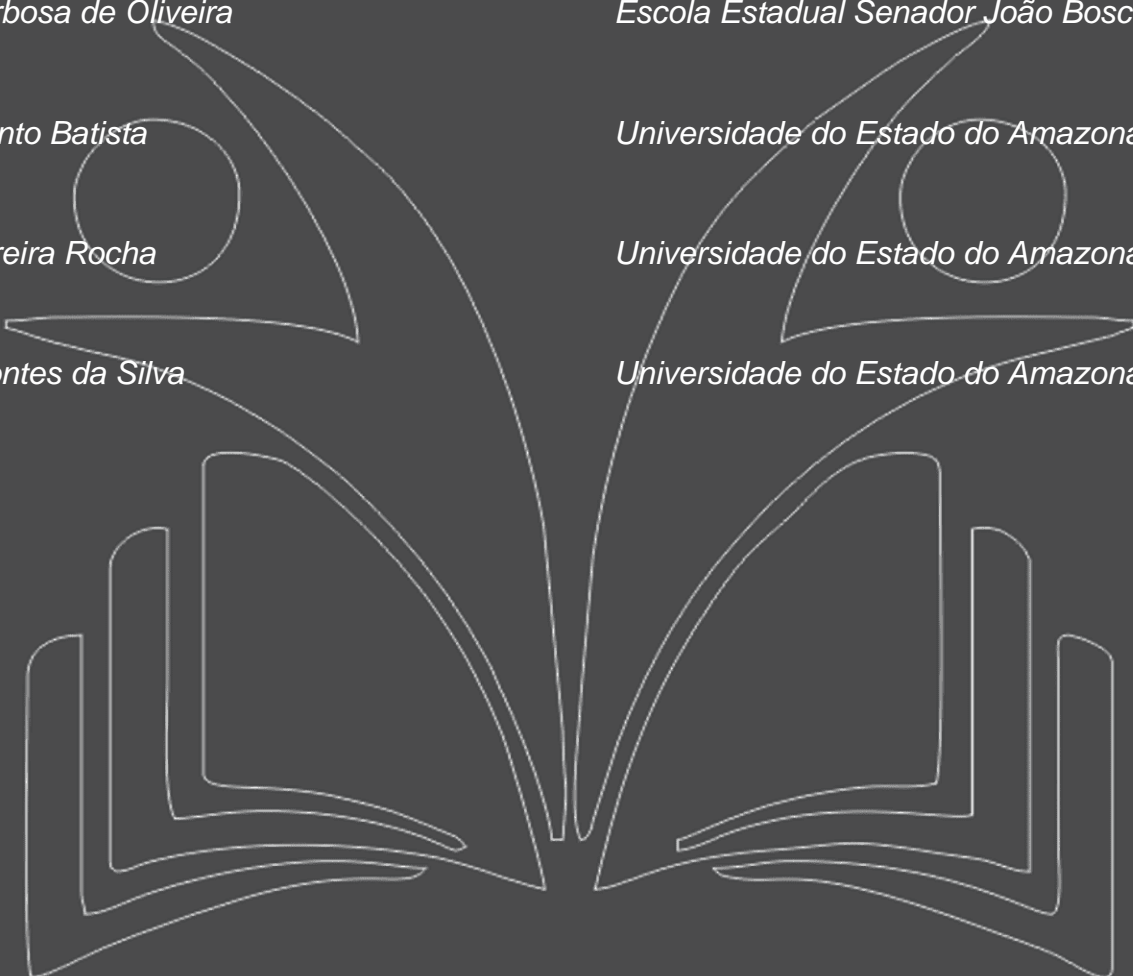 rbosa de Oliveira
Escola Estadual Senador João Bosc
nto Batista
Universidade do Estado do Amazona
reira Rocha
Universidade do Estado do Amazona
ontes da Silva
Universidade do Estado do Amazona